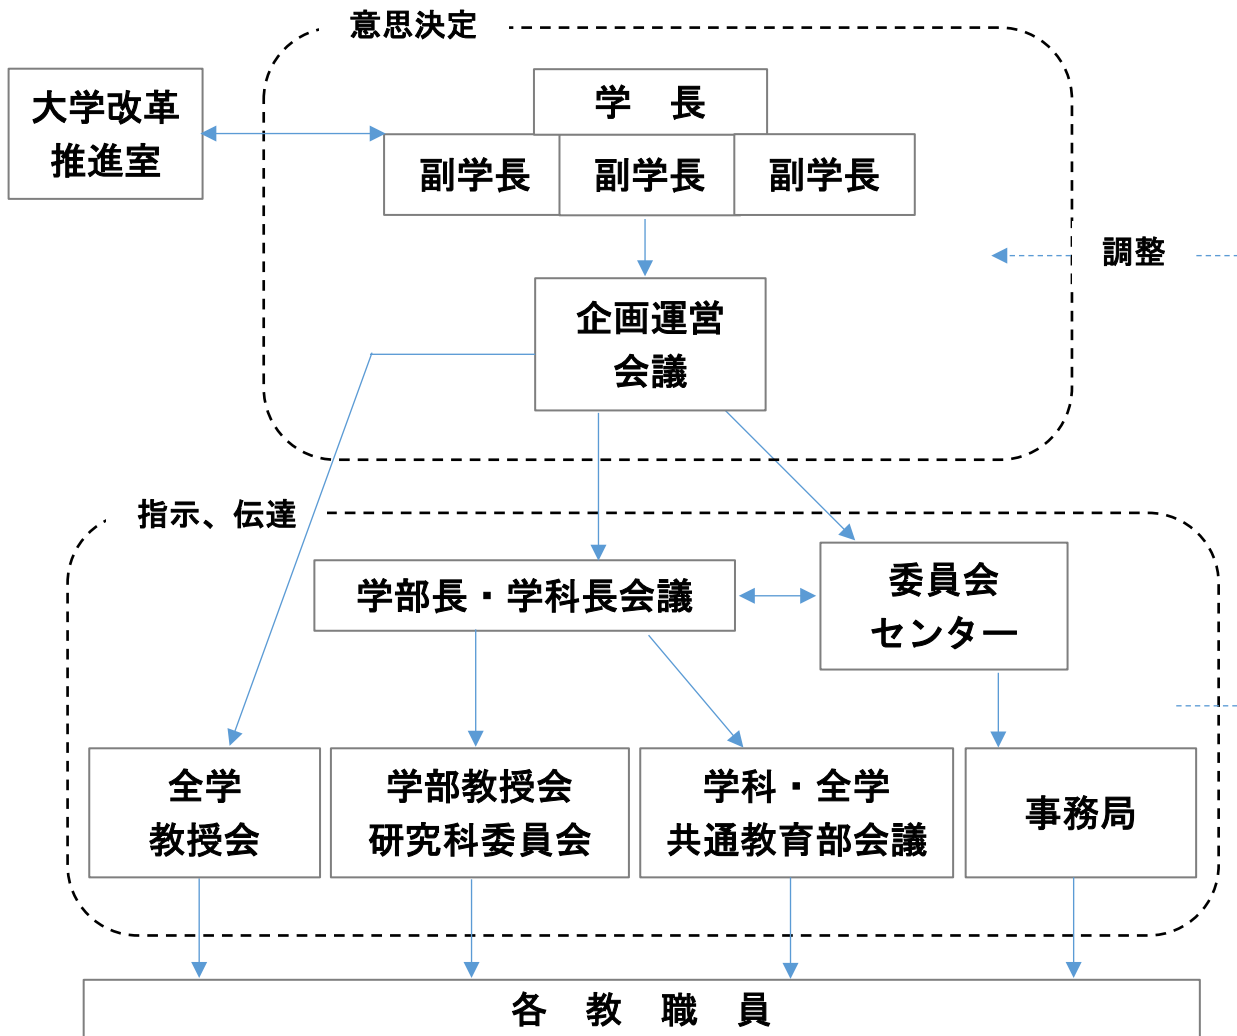 意思決定
大学改革
推進室
学　長
副学長
副学長
副学長
調整
企画運営
会議
指示、伝達
学部長・学科長会議
委員会
センター
全学
教授会
学部教授会
研究科委員会
学科・全学
共通教育部会議
事務局
各　教　職　員